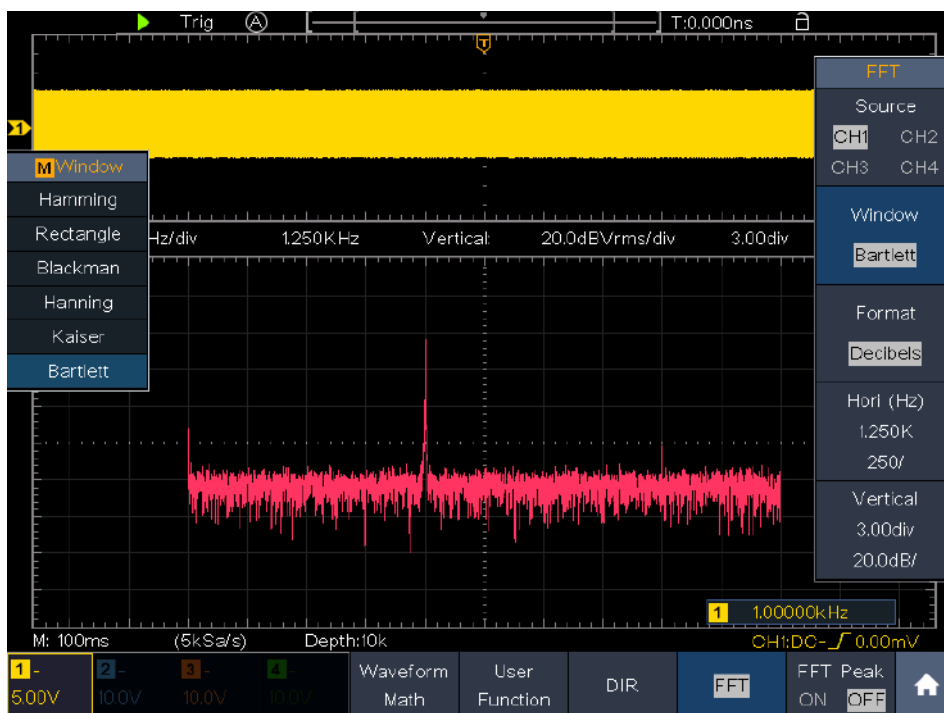 Trig A T:0.000ns
T
FFT
Source
CH1 CH2
CH3 CH4
1
M Window
Hamming
Rectangle
Blackman
Hanning
Kaiser
Bartlett
Hz/div 1.250KHz Vertical: 20.0dBVrms/div 3.00div
Window
Bartlett
Format
Decibels
Hori (Hz)
1.250K
250/
Vertical
3.00div
20.0dB/
1 1.00000kHz
M: 100ms (5kSa/s) Depth:10k CH1:DC- 0.00mV
1 -
5.00V
2 -
10.0V
3 -
10.0V
4 -
10.0V
Waveform
Math
User
Function
DIR
FFT
FFT Peak
ON OFF